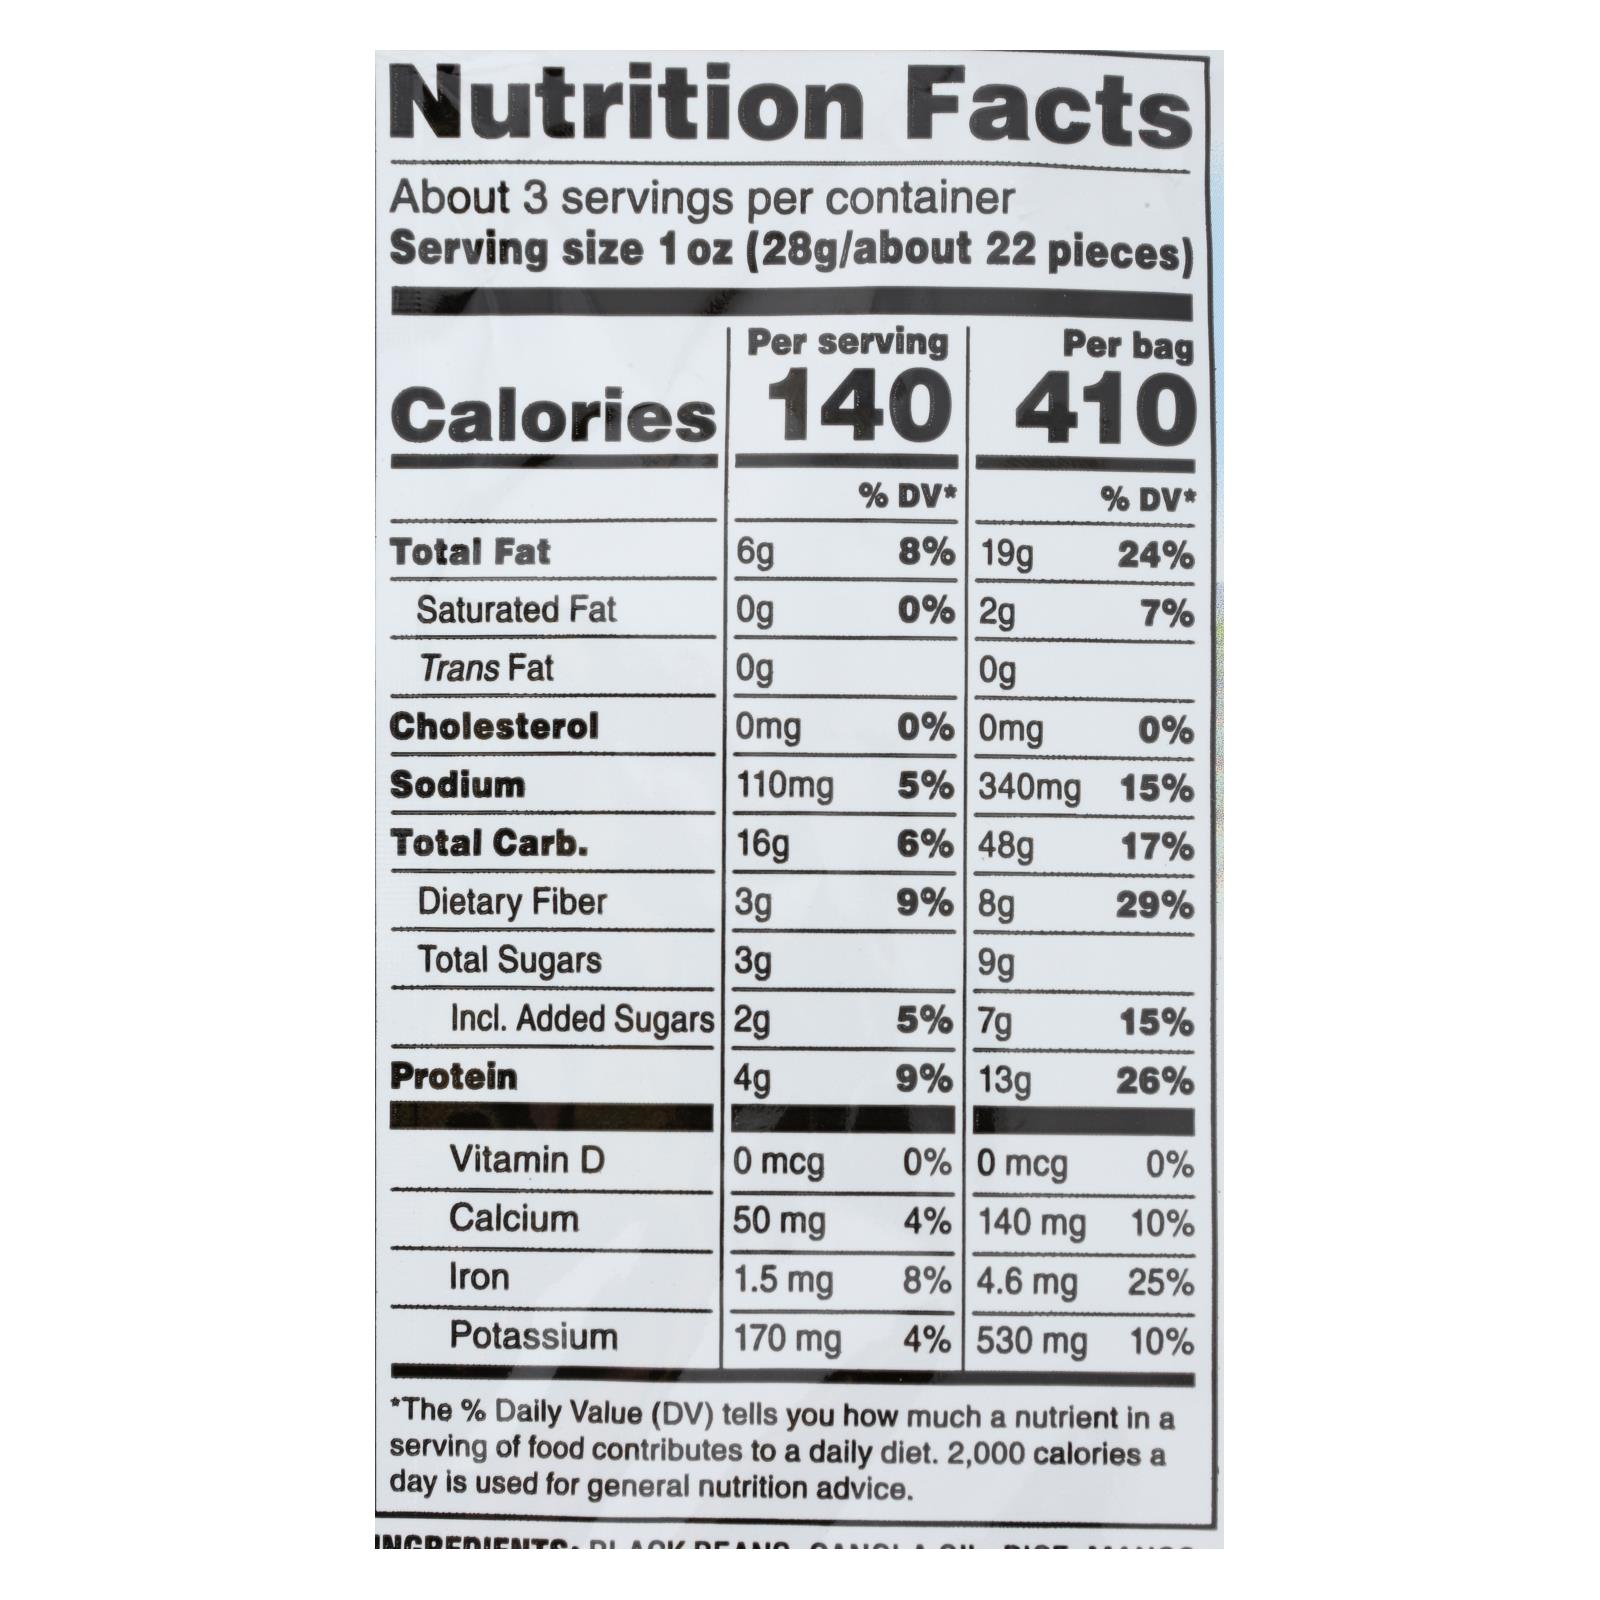 Nutrition Facts
About 3 servings per container
Serving size 1 oz (28g/about 22 pieces)
Per serving Per bag
Calories 140 410
% DV* % DV*
Total Fat 6g 8% 19g 24%
Saturated Fat 0g 0% 2g 7%
Trans Fat 0g 0g
Cholesterol 0mg 0% 0mg 0%
Sodium 110mg 5% 340mg 15%
Total Carb. 16g 6% 48g 17%
Dietary Fiber 3g 9% 8g 29%
Total Sugars 3g 9g
Incl. Added Sugars 2g 5% 7g 15%
Protein 4g 9% 13g 26%
Vitamin D 0 mcg 0% 0 mcg 0%
Calcium 50 mg 4% 140 mg 10%
Iron 1.5 mg 8% 4.6 mg 25%
Potassium 170 mg 4% 530 mg 10%
*The % Daily Value (DV) tells you how much a nutrient in a
serving of food contributes to a daily diet. 2,000 calories a
day is used for general nutrition advice.
INGREDIENTS: BLACK BEANS, CANOLA OIL, RICE,